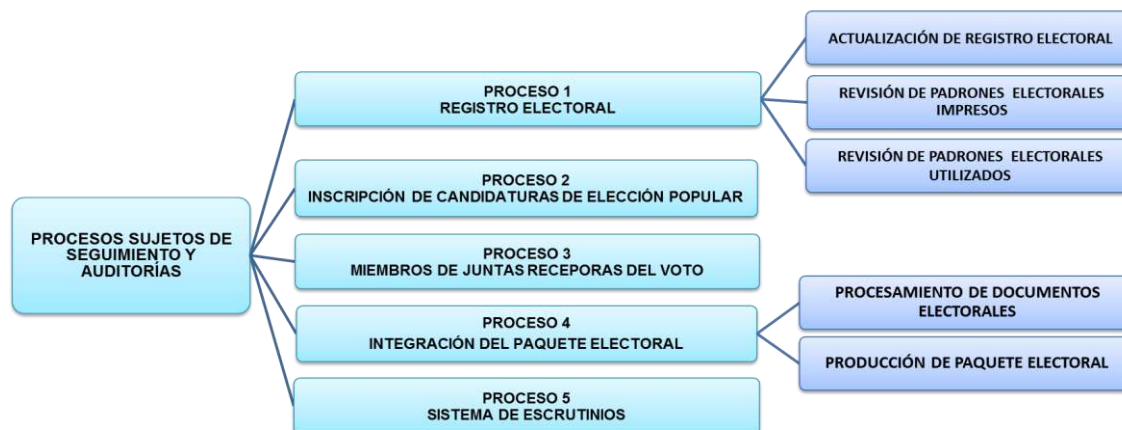 PROCESOS SUJETOS DE
SEGUIMIENTO Y
AUDITORÍAS
PROCESO 1
REGISTRO ELECTORAL
ACTUALIZACIÓN DE REGISTRO ELECTORAL
REVISIÓN DE PADRONES ELECTORALES
IMPRESOS
REVISIÓN DE PADRONES ELECTORALES
UTILIZADOS
PROCESO 2
INSCRIPCIÓN DE CANDIDATURAS DE ELECCIÓN POPULAR
PROCESO 3
MIEMBROS DE JUNTAS RECEPORAS DEL VOTO
PROCESO 4
INTEGRACIÓN DEL PAQUETE ELECTORAL
PROCESAMIENTO DE DOCUMENTOS
ELECTORALES
PRODUCCIÓN DE PAQUETE ELECTORAL
PROCESO 5
SISTEMA DE ESCRUTINIOS